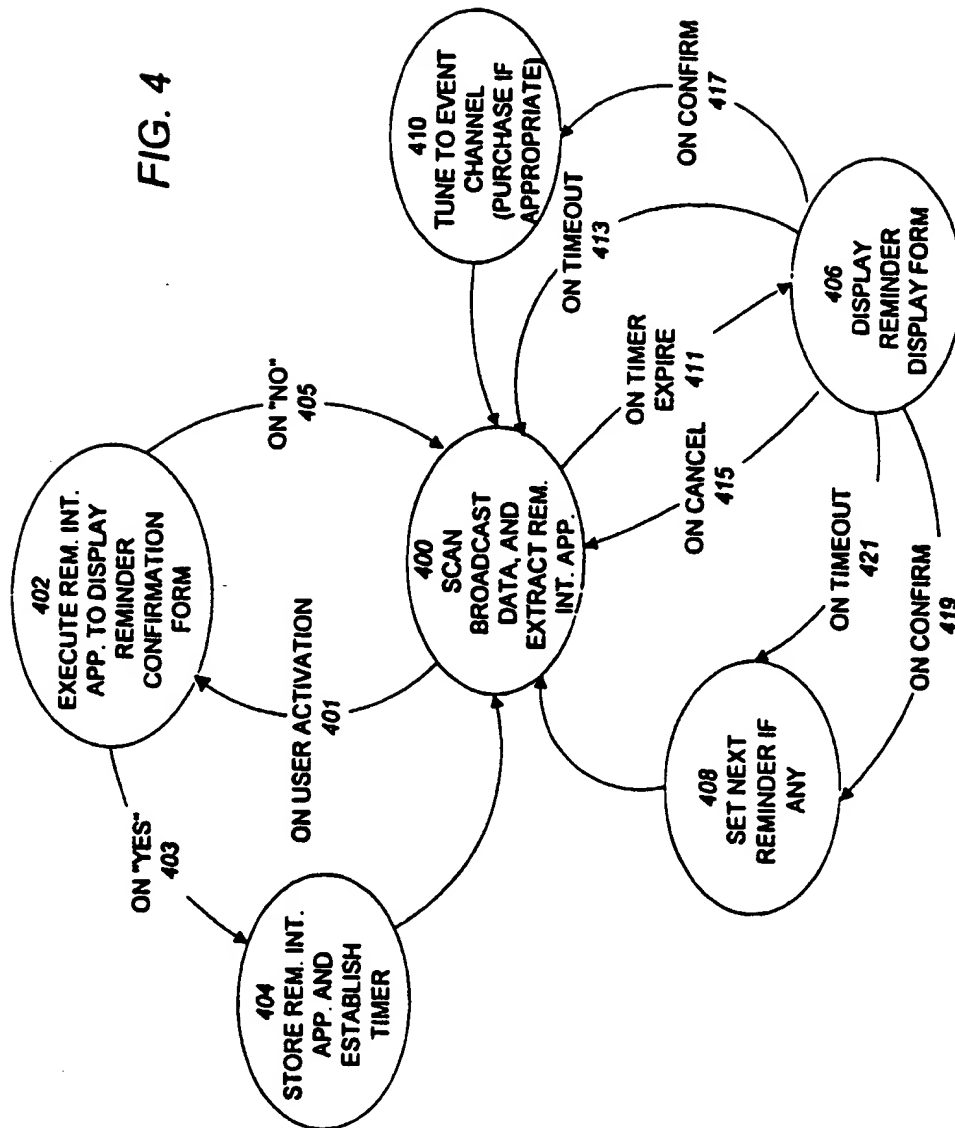 FIG. 4
402
EXECUTE REM. INT.
APP. TO DISPLAY
REMINDER
CONFIRMATION
FORM
ON "YES"
403
ON "NO"
405
ON USER ACTIVATION
401
404
STORE REM. INT.
APP. AND
ESTABLISH
TIMER
400
SCAN
BROADCAST
DATA, AND
EXTRACT REM.
INT. APP.
410
TUNE TO EVENT
CHANNEL
(PURCHASE IF
APPROPRIATE)
ON TIMEOUT
413
ON CONFIRM
417
ON TIMER
EXPIRE
411
ON CANCEL
415
406
DISPLAY
REMINDER
DISPLAY FORM
ON TIMEOUT
421
ON CONFIRM
419
408
SET NEXT
REMINDER IF
ANY